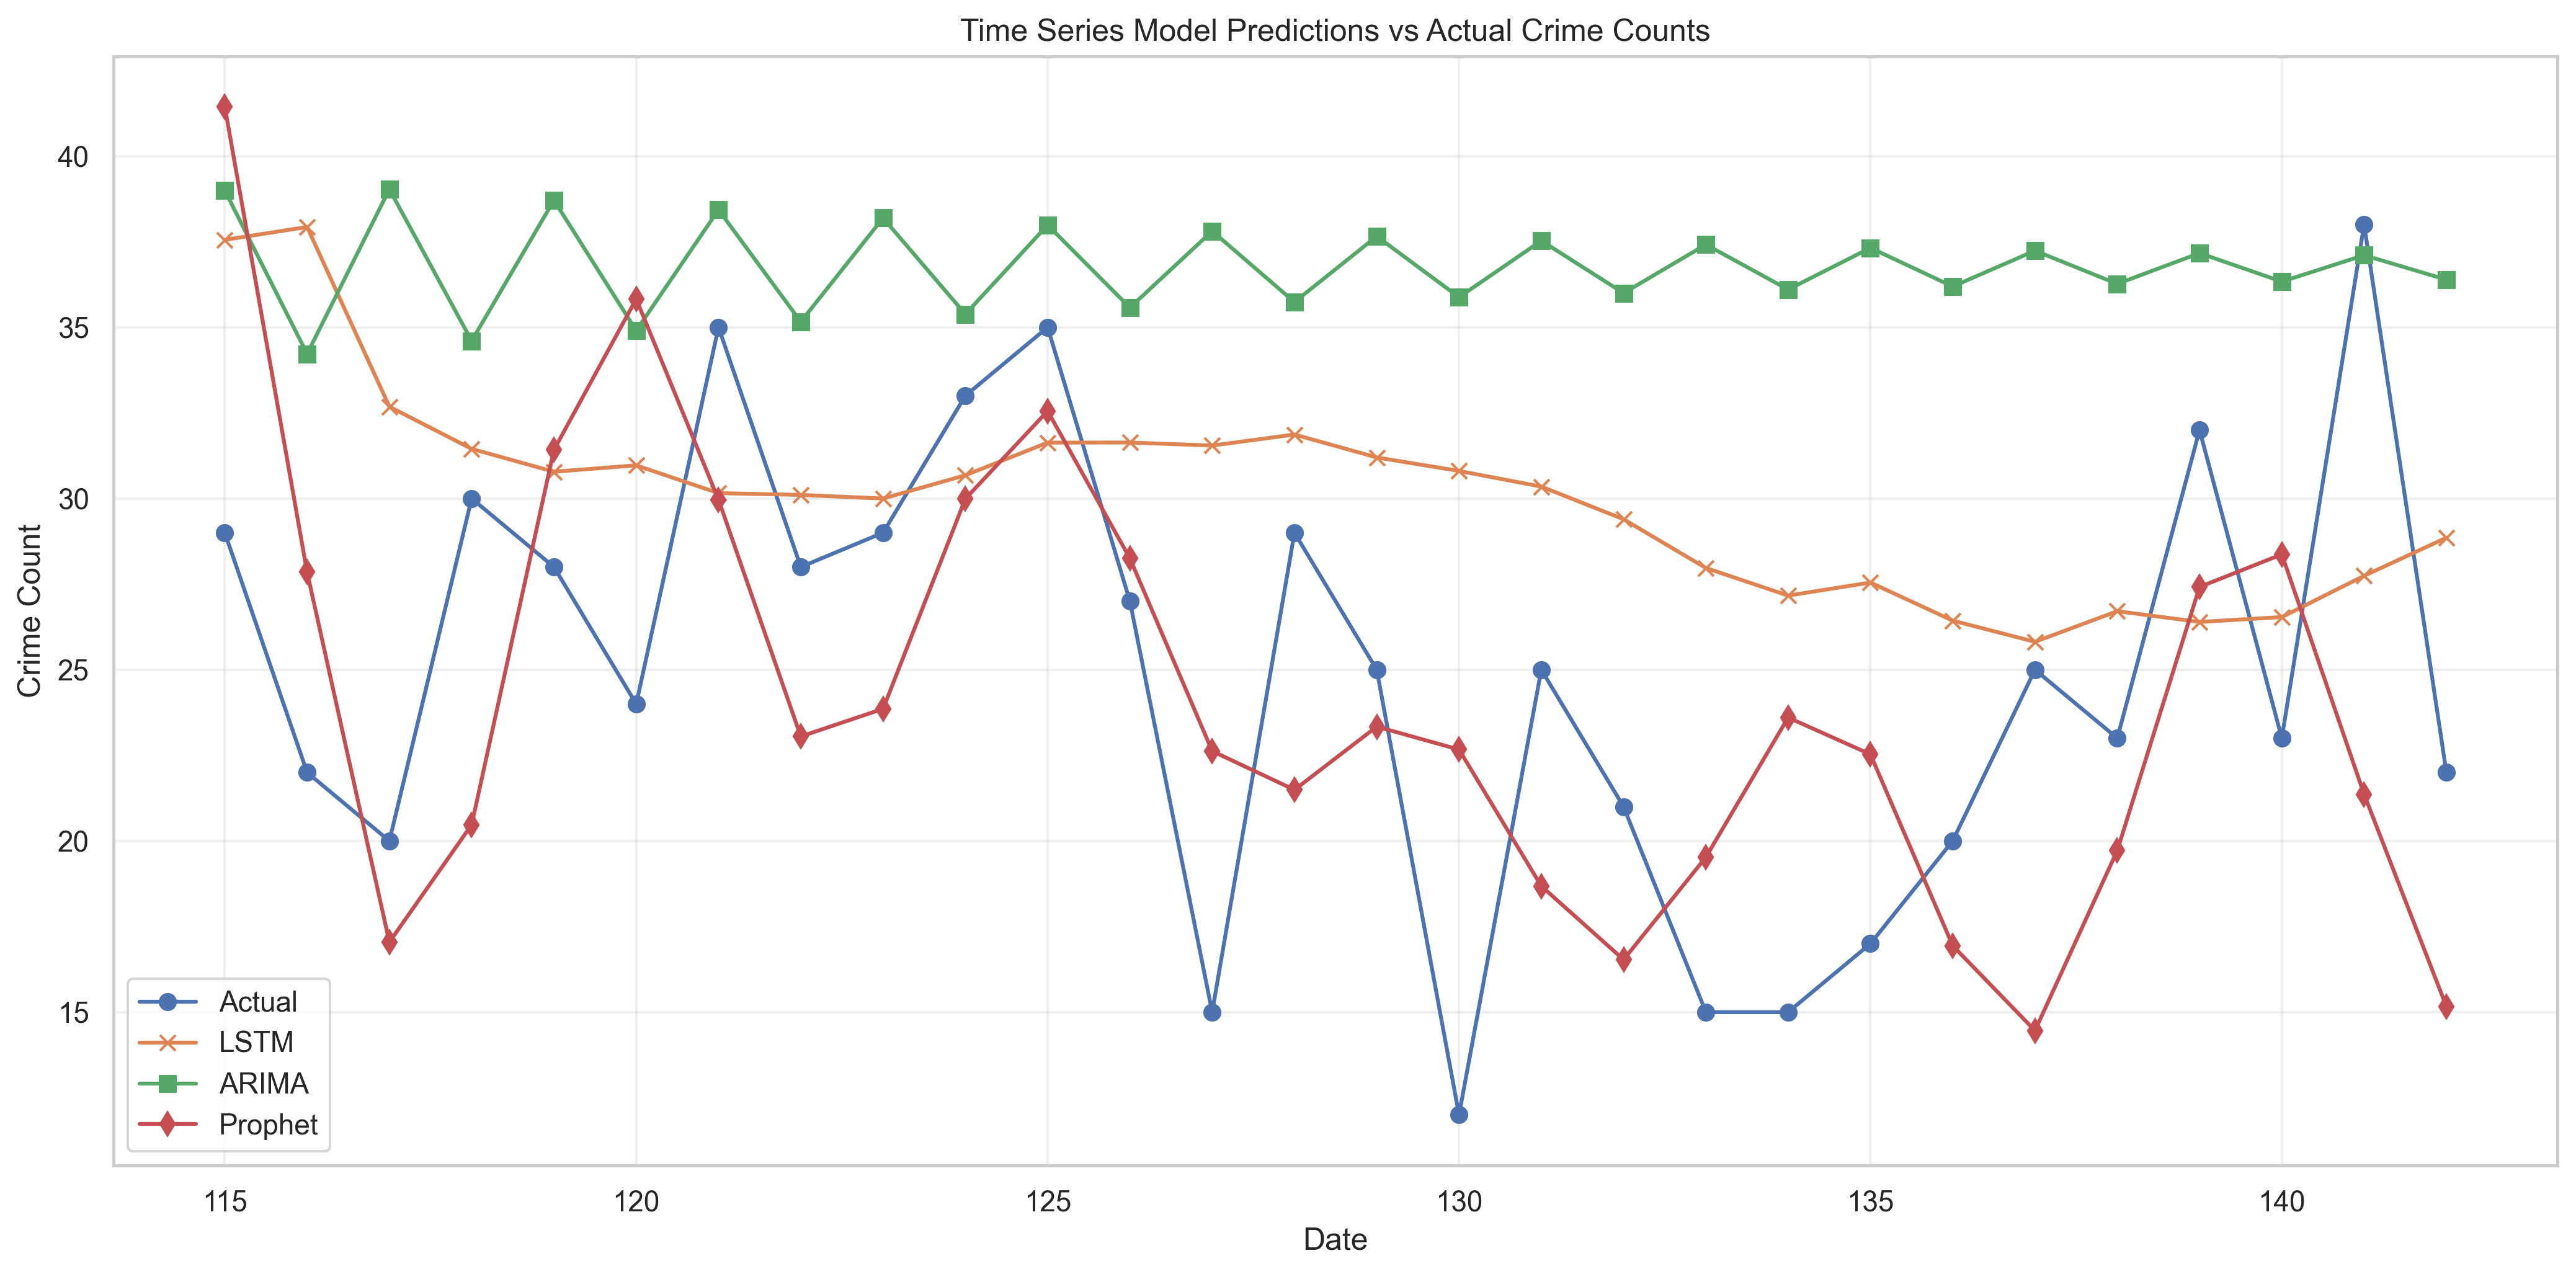 Time Series Model Predictions vs Actual Crime Counts
Crime Count
40
35
30
25
20
15
Actual
LSTM
ARIMA
Prophet
115 120 125 130 135 140
Date